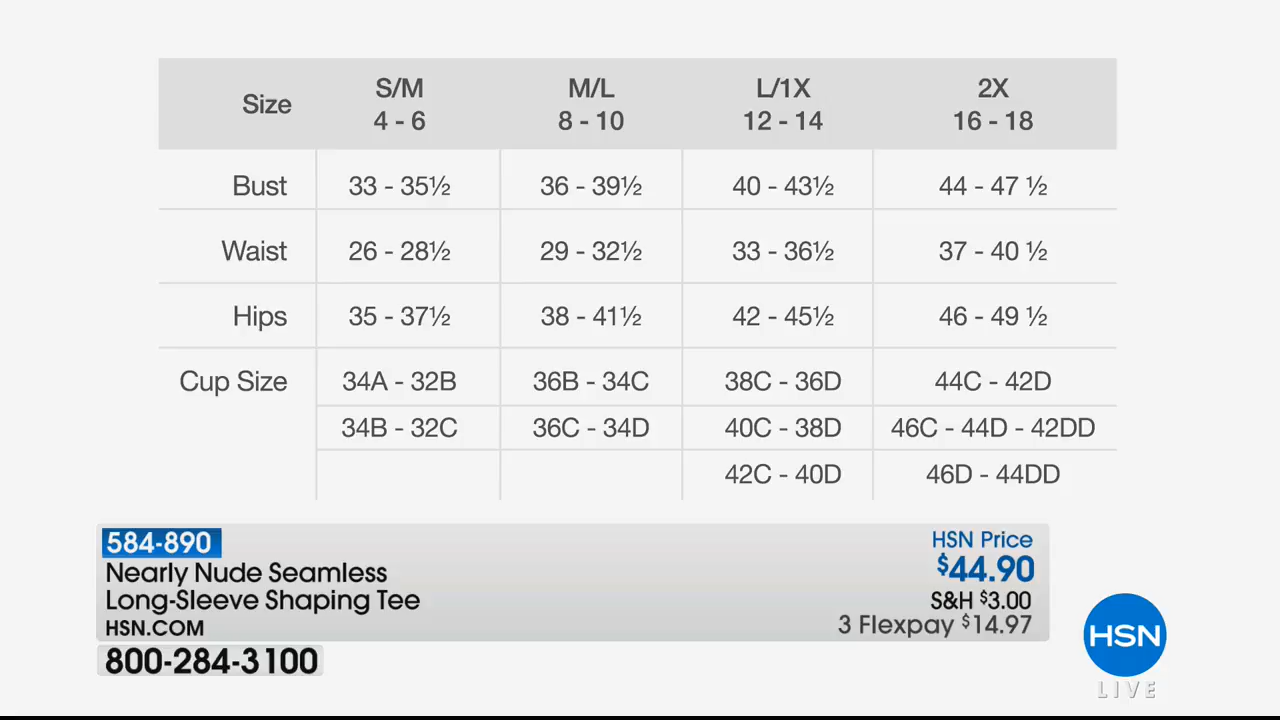 Size S/M M/L L/1X 2X
4 - 6 8 - 10 12 - 14 16 - 18
Bust 33 - 35½ 36 - 39½ 40 - 43½ 44 - 47 ½
Waist 26 - 28½ 29 - 32½ 33 - 36½ 37 - 40 ½
Hips 35 - 37½ 38 - 41½ 42 - 45½ 46 - 49 ½
Cup Size 34A - 32B 36B - 34C 38C - 36D 44C - 42D
34B - 32C 36C - 34D 40C - 38D 46C - 44D - 42DD
42C - 40D 46D - 44DD
584-890 HSN Price
Nearly Nude Seamless $44.90
Long-Sleeve Shaping Tee S&H $3.00
HSN.COM 3 Flexpay $14.97
800-284-3100
HSN
LIVE